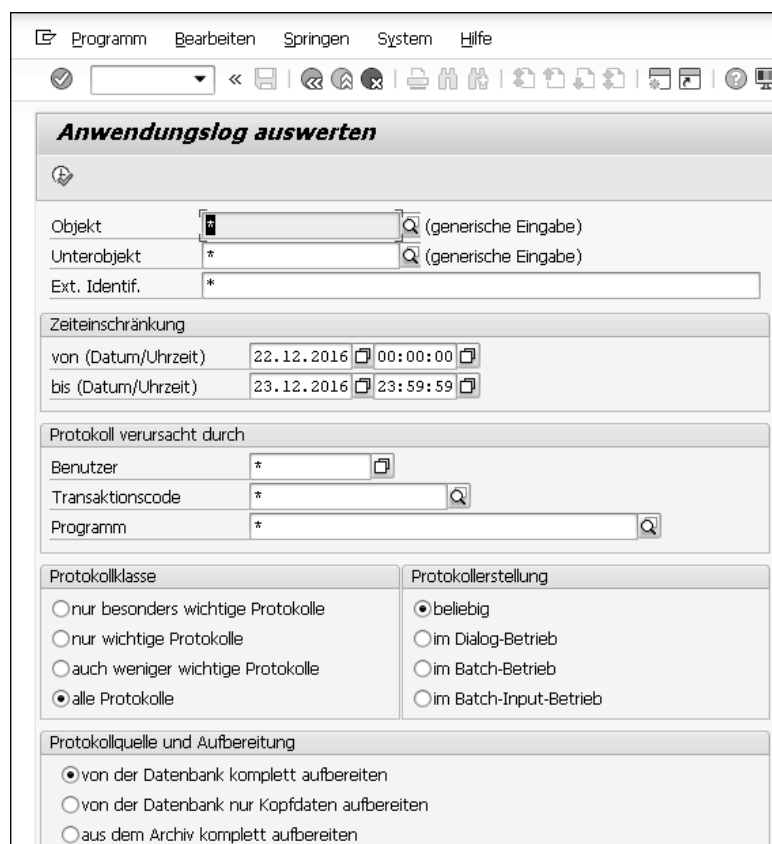 Programm Bearbeiten Springen System Hilfe
Anwendungslog auswerten
Objekt * (generische Eingabe)
Unterobjekt * (generische Eingabe)
Ext. Identif. *
Zeiteinschränkung
von (Datum/Uhrzeit) 22.12.2016 00:00:00
bis (Datum/Uhrzeit) 23.12.2016 23:59:59
Protokoll verursacht durch
Benutzer *
Transaktionscode *
Programm *
Protokollklasse
nur besonders wichtige Protokolle
nur wichtige Protokolle
auch weniger wichtige Protokolle
alle Protokolle
Protokollerstellung
beliebig
im Dialog-Betrieb
im Batch-Betrieb
im Batch-Input-Betrieb
Protokollquelle und Aufbereitung
von der Datenbank komplett aufbereiten
von der Datenbank nur Kopfdaten aufbereiten
aus dem Archiv komplett aufbereiten